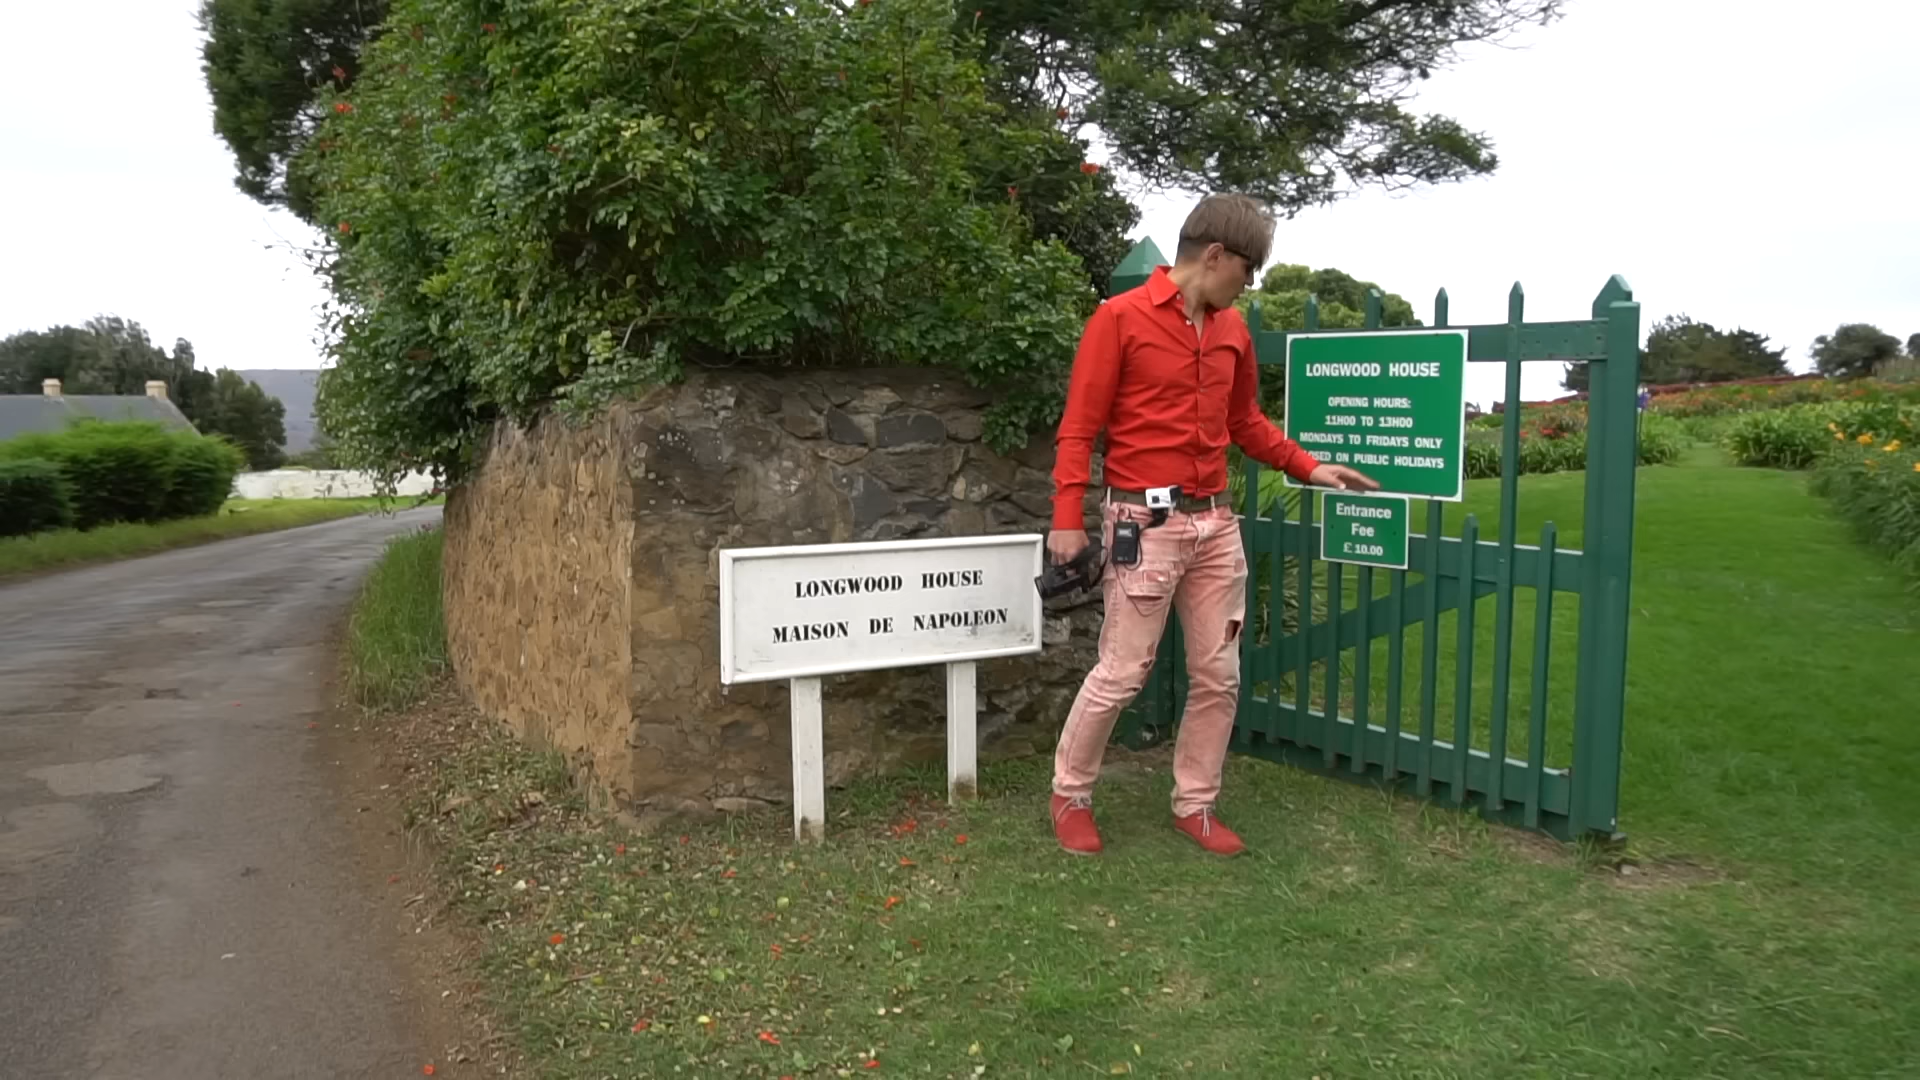 LONGWOOD HOUSE
MAISON DE NAPOLEON
LONGWOOD HOUSE
OPENING HOURS:
11H00 TO 13H00
MONDAYS TO FRIDAYS ONLY
OSED ON PUBLIC HOLIDAYS
Entrance
Fee
£ 10.00